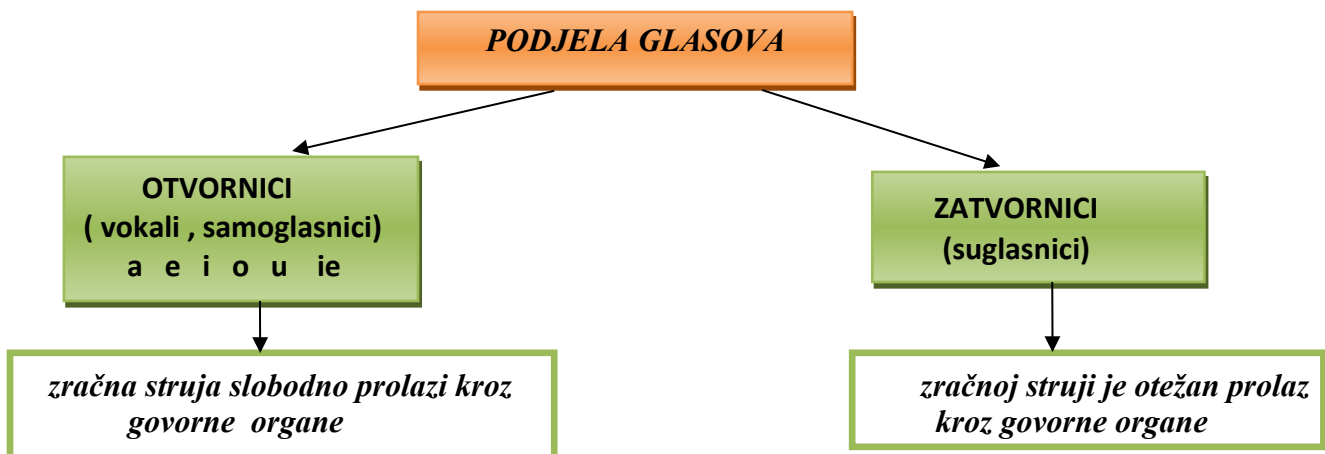 PODJELA GLASOVA
OTVORNICI
( vokali , samoglasnici)
a e i o u ie
ZATVORNICI
(suglasnici)
zračna struja slobodno prolazi kroz
govorne organe
zračnoj struji je otežan prolaz
kroz govorne organe